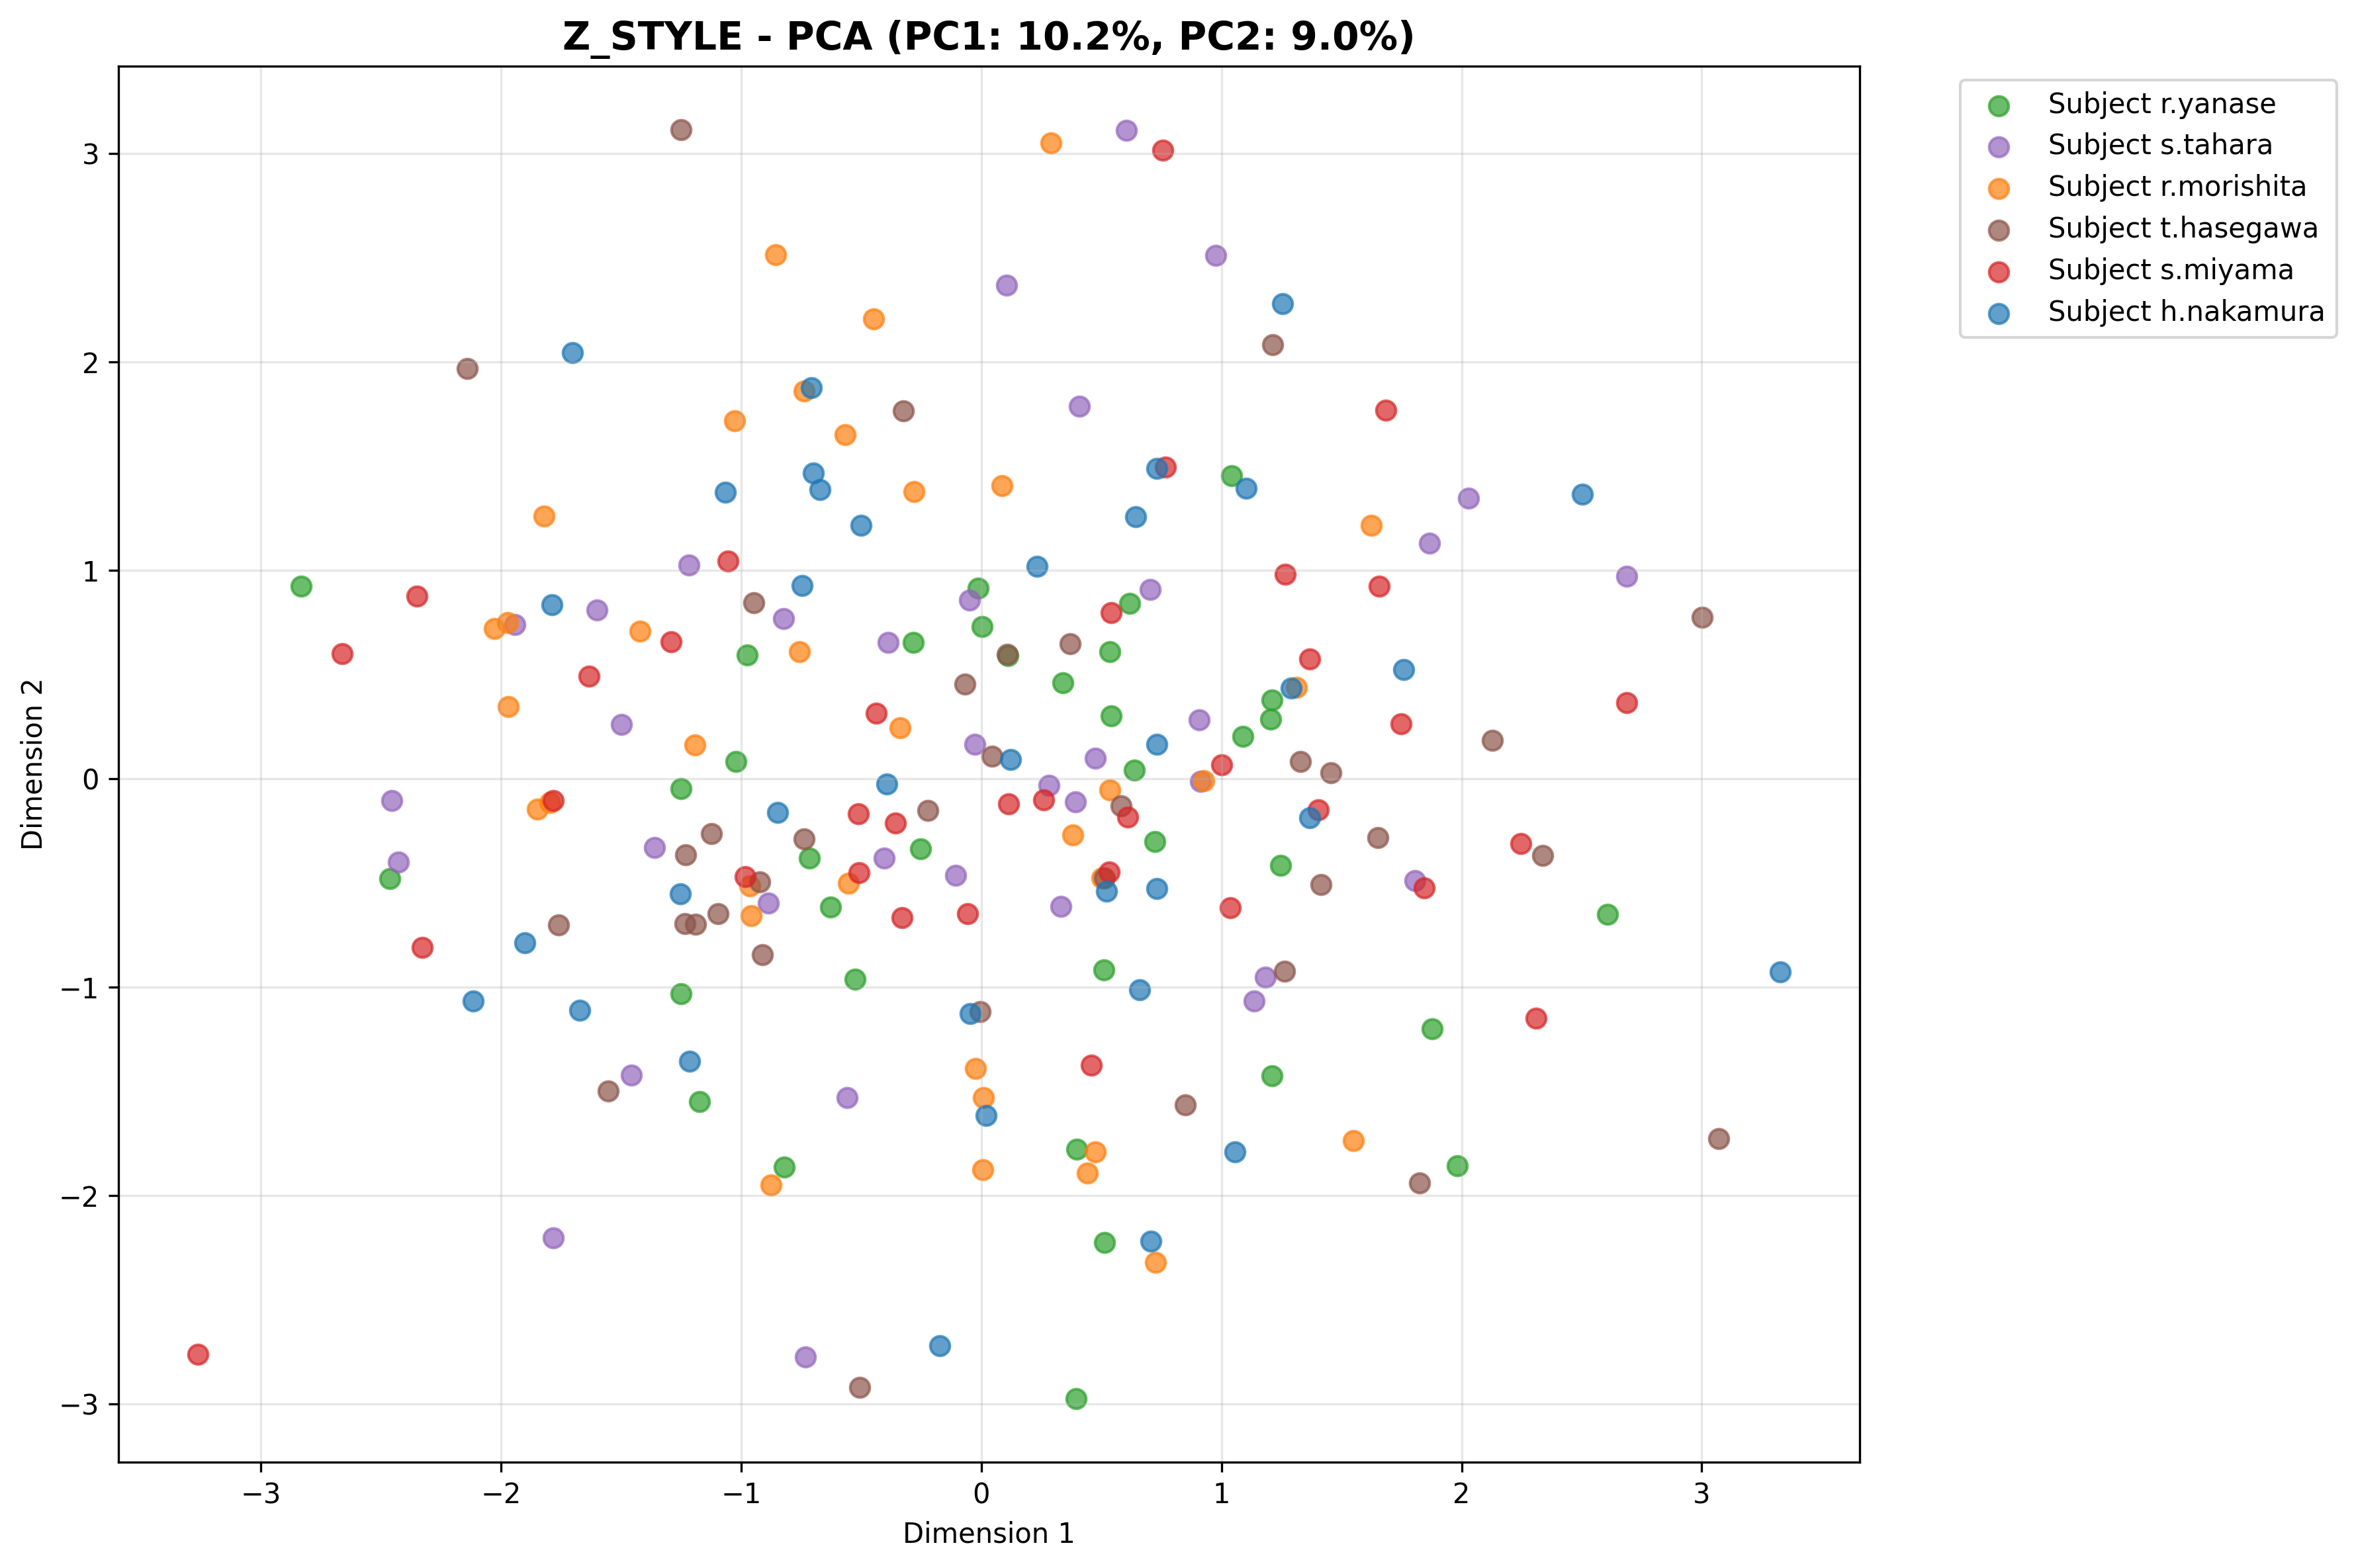 Z_STYLE - PCA (PC1: 10.2%, PC2: 9.0%)
Subject r.yanase
Subject s.tahara
Subject r.morishita
Subject t.hasegawa
Subject s.miyama
Subject h.nakamura
Dimension 2
3
2
1
0
−1
−2
−3
−3 −2 −1 0 1 2 3
Dimension 1